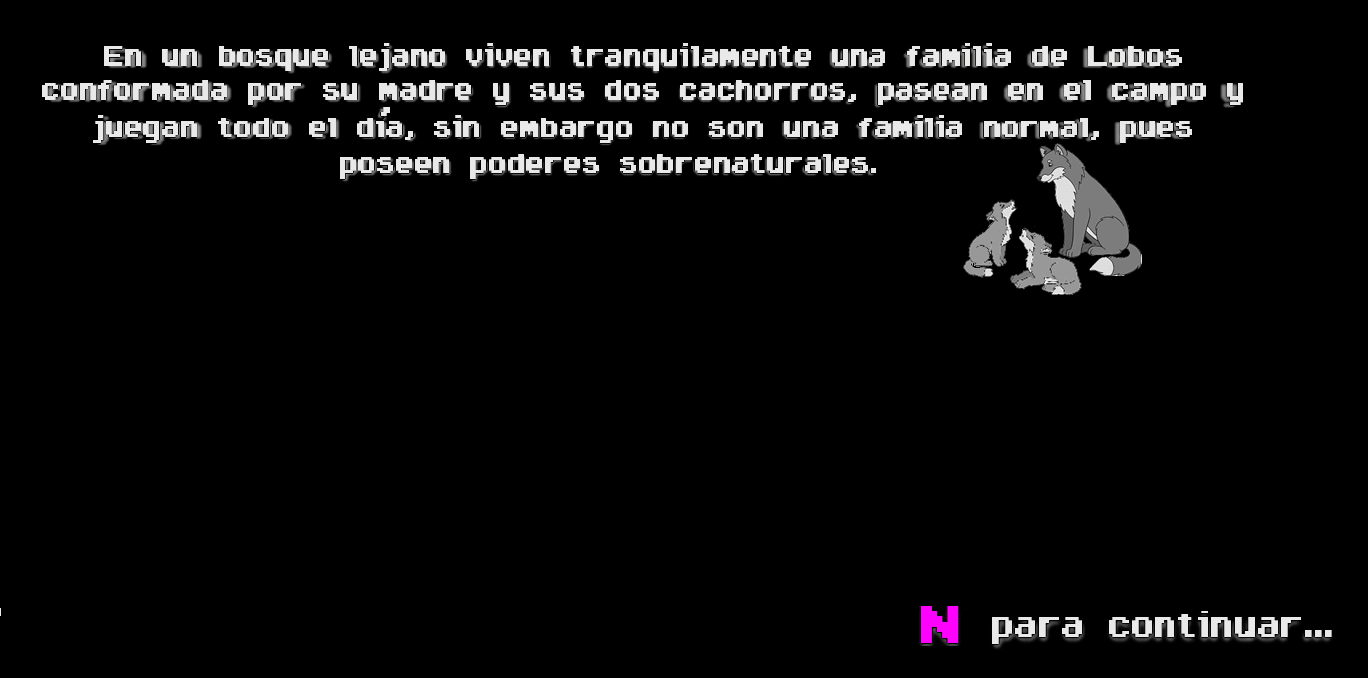 En un bosque lejano viven tranquilamente una familia de Lobos
conformada por su madre y sus dos cachorros, pasean en el campo y
juegan todo el día, sin embargo no son una familia normal, pues
poseen poderes sobrenaturales.
N para continuar...